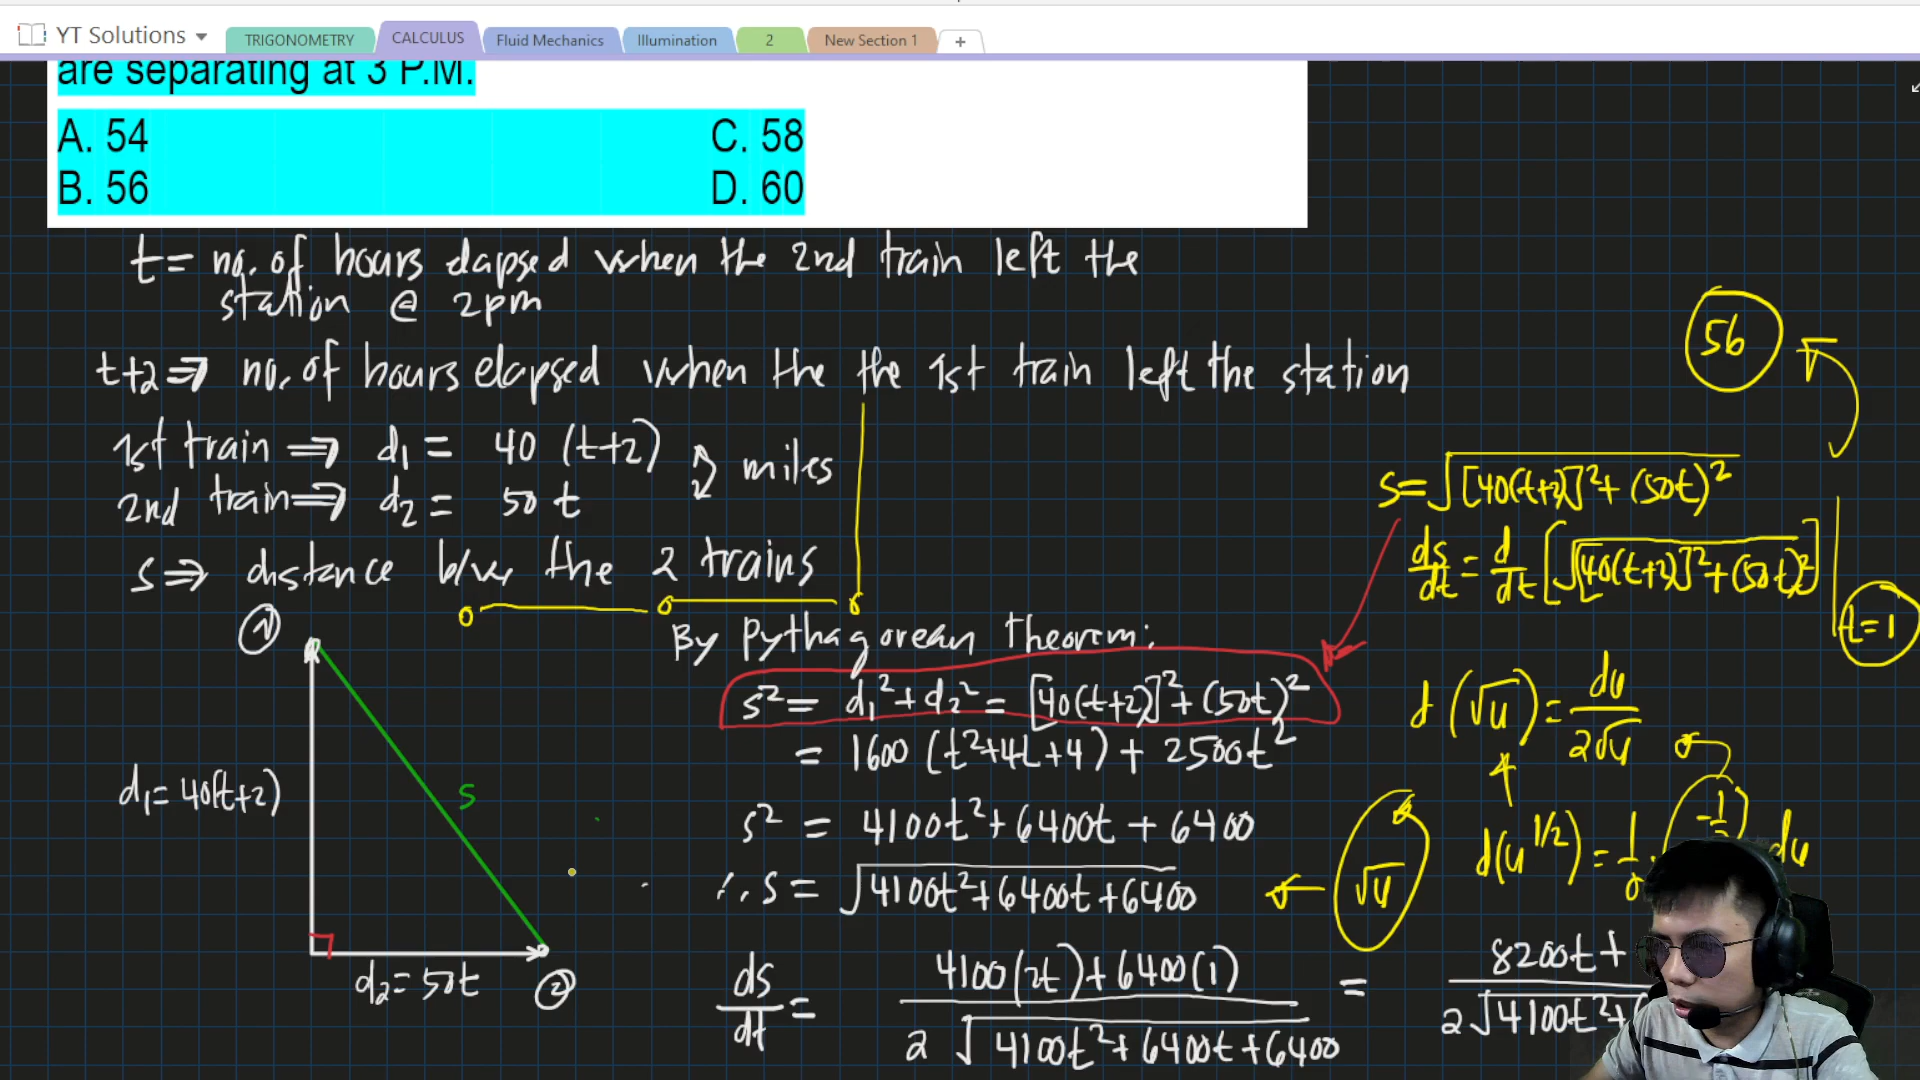 YT Solutions
TRIGONOMETRY
CALCULUS
Fluid Mechanics
Illumination
2
New Section 1
+
are separating at 3 P.M.
A. 54
C. 58
B. 56
D. 60
t = no. of hours elapsed when the 2nd train left the
station @ 2pm
t+2 ⇒ no. of hours elapsed when the the 1st train left the station
1st train ⇒ d₁ = 40 (t+2)
2nd train ⇒ d₂ = 50 t
miles
s ⇒ distance b/w the 2 trains
1
d₁ = 40(t+2)
s
d₂ = 50t
2
By Pythagorean theorem:
s² = d₁² + d₂² = [40(t+2)]² + (50t)²
= 1600 (t²+4t+4) + 2500t²
s² = 4100t² + 6400t + 6400
∴ s = √4100t² + 6400t + 6400
ds/dt = 4100(2t) + 6400(1) / 2 √4100t² + 6400t + 6400 = 8200t + / 2√4100t² +
56
s = √[40(t+2)]² + (50t)²
ds/dt = d/dt [√[40(t+2)]² + (50t)²]
t=1
d(√u) = du / 2√u
d(u^1/2) = du
√u